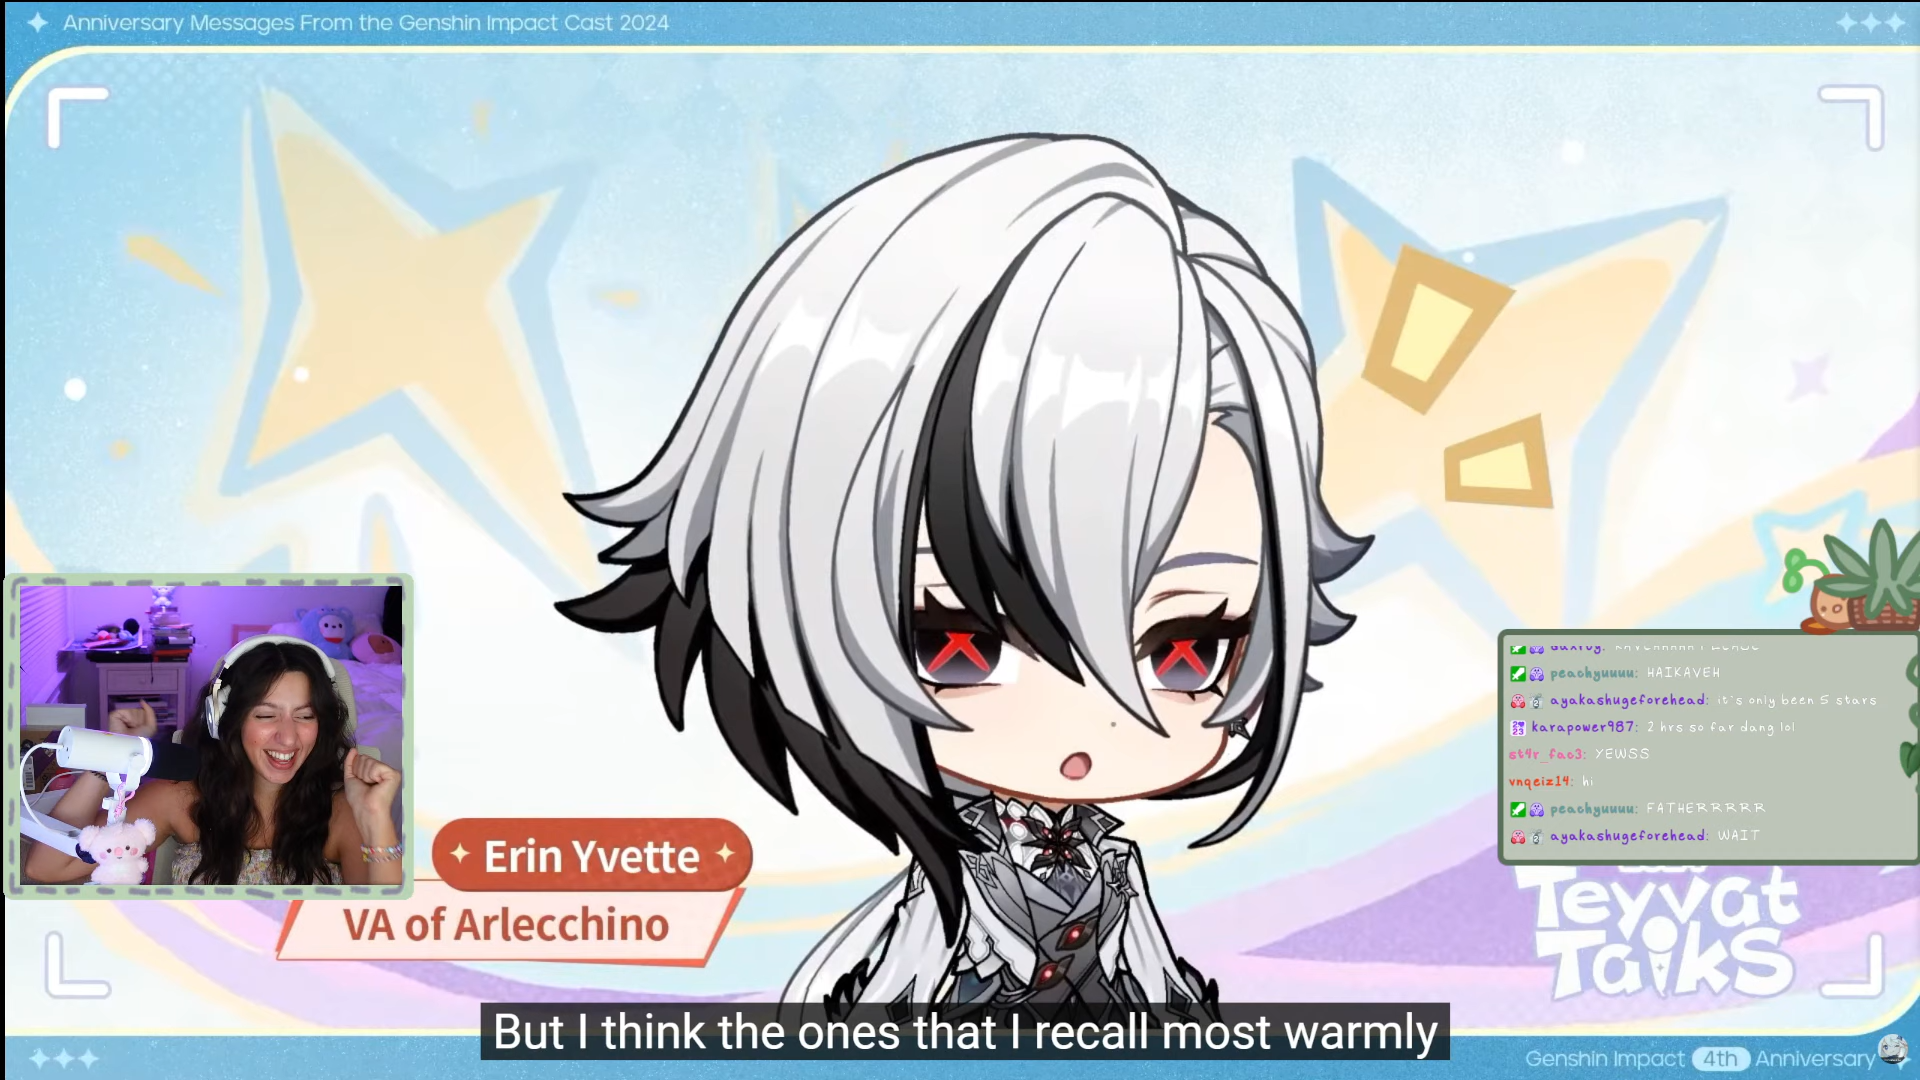 Anniversary Messages From the Genshin Impact Cast 2024
peachyuuuu: HAIKAVEH
ayakashugeforehead: it's only been 5 stars
karapower987: 2 hrs so far dang lol
st4r_fac3: YEWSS
vnqeiz14: hi
peachyuuuu: FATHERRRRR
ayakashugeforehead: WAIT
Erin Yvette
VA of Arlecchino
Teyvat
Talks
But I think the ones that I recall most warmly
Genshin Impact 4th Anniversary